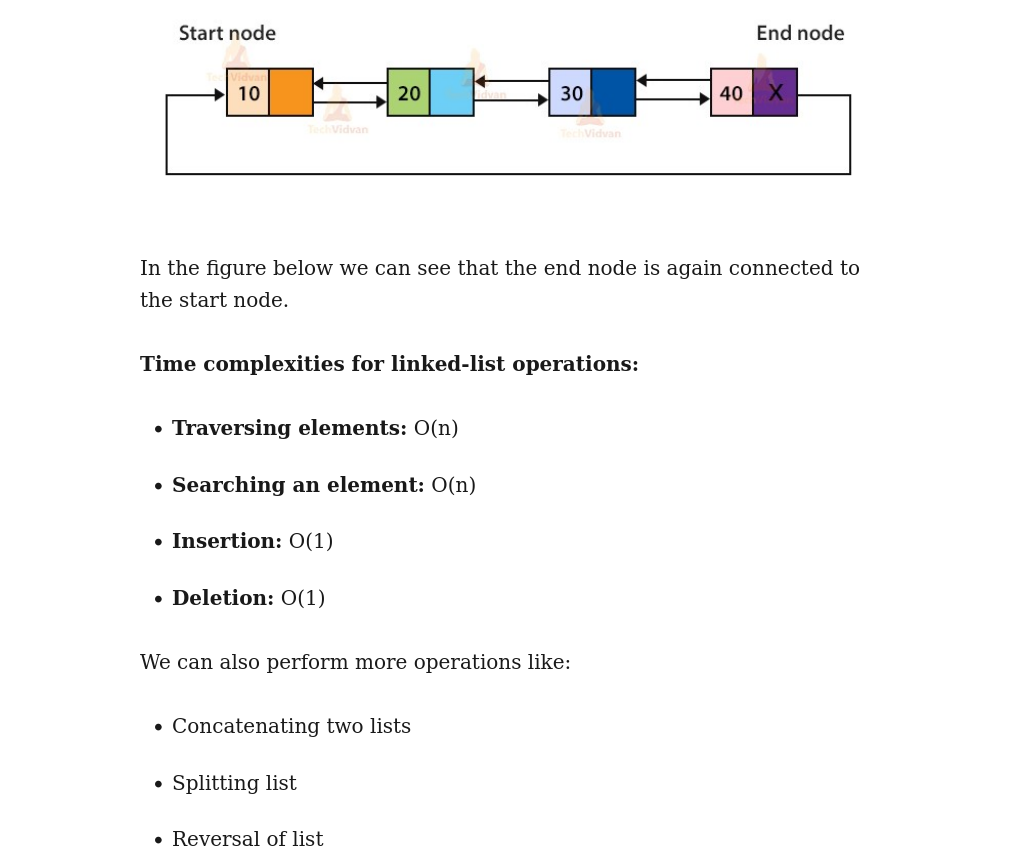 Start node
End node
10
20
30
40
X
TechVidvan
TechVidvan
TechVidvan
TechVidvan
In the figure below we can see that the end node is again connected to
the start node.
Time complexities for linked-list operations:
• Traversing elements: O(n)
• Searching an element: O(n)
• Insertion: O(1)
• Deletion: O(1)
We can also perform more operations like:
• Concatenating two lists
• Splitting list
• Reversal of list